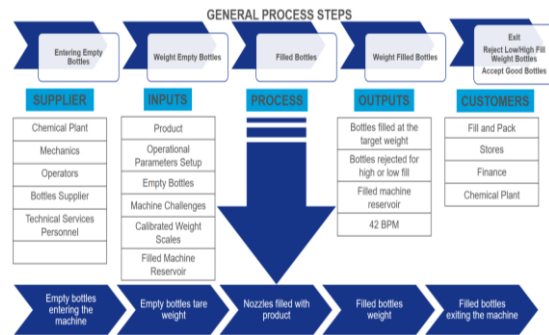 GENERAL PROCESS STEPS
Entering Empty
Bottles
Weight Empty Bottles
Filled Bottles
Weight Filled Bottles
Exit
Reject Low/High Fill
Weight Bottles
Accept Good Bottles
SUPPLIER
Chemical Plant
Mechanics
Operators
Bottles Supplier
Technical Services
Personnel
INPUTS
Product
Operational
Parameters Setup
Empty Bottles
Machine Challenges
Calibrated Weight
Scales
Filled Machine
Reservoir
PROCESS
OUTPUTS
Bottles filled at the
target weight
Bottles rejected for
high or low fill
Filled machine
reservoir
42 BPM
CUSTOMERS
Fill and Pack
Stores
Finance
Chemical Plant
Empty bottles
entering the
machine
Empty bottles tare
weight
Nozzles filled with
product
Filled bottles
weight
Filled bottles
exiting the machine